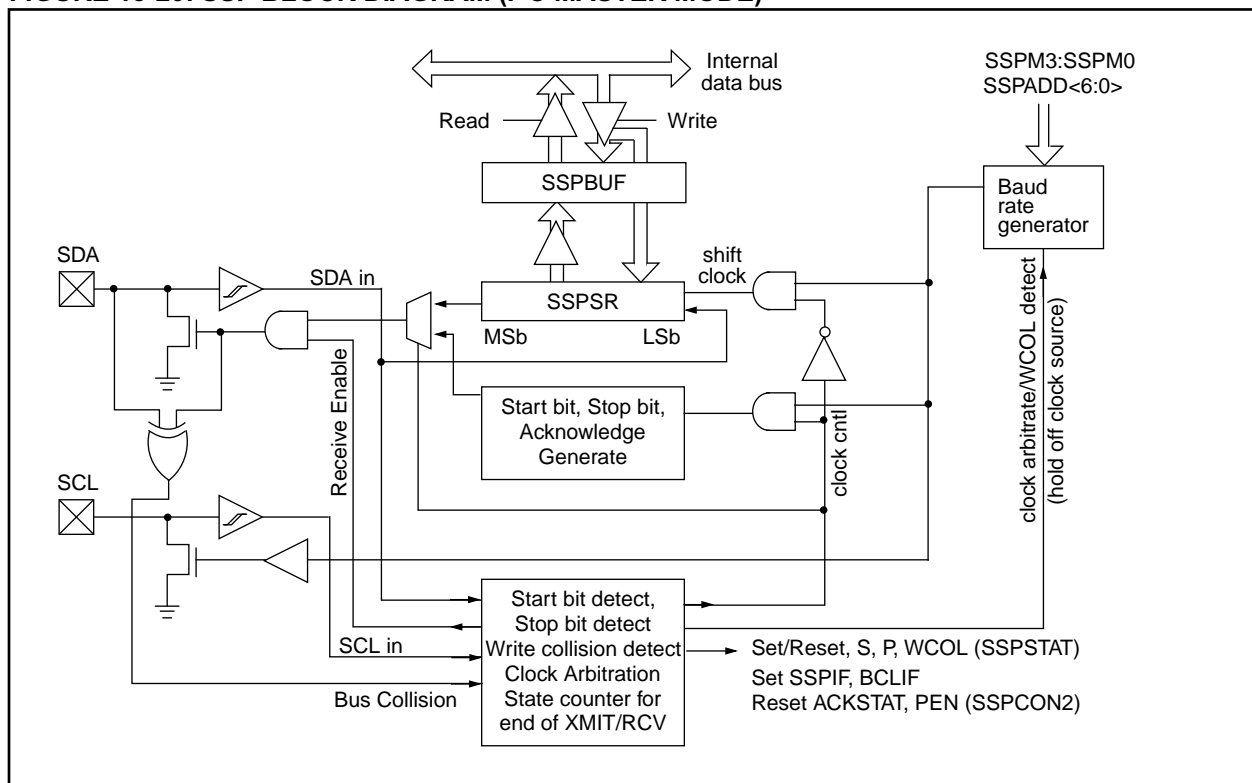 Internal
data bus
SSPM3:SSPM0
SSPADD<6:0>
Read
Write
SSPBUF
Baud
rate
generator
SDA
SDA in
shift
clock
SSPSR
MSb
LSb
clock arbitrate/WCOL detect
(hold off clock source)
Receive Enable
Start bit, Stop bit,
Acknowledge
Generate
clock cntl
SCL
SCL in
Bus Collision
Start bit detect,
Stop bit detect
Write collision detect
Clock Arbitration
State counter for
end of XMIT/RCV
Set/Reset, S, P, WCOL (SSPSTAT)
Set SSPIF, BCLIF
Reset ACKSTAT, PEN (SSPCON2)